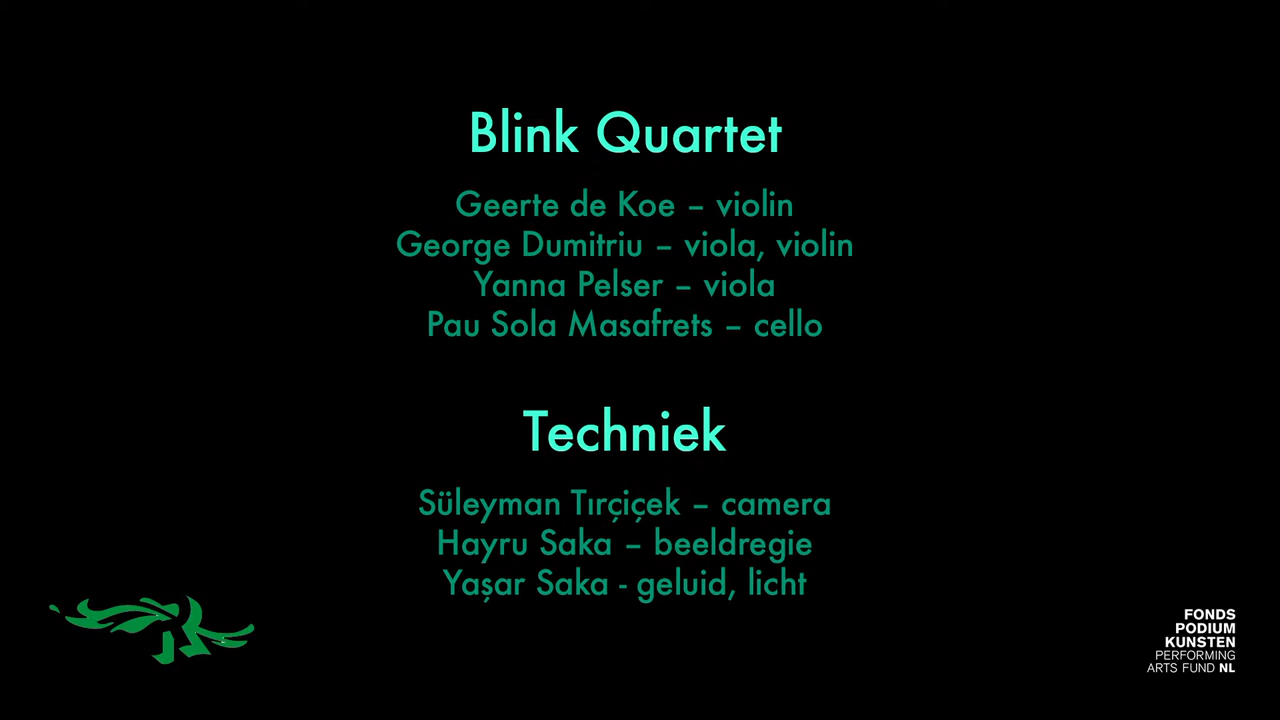 Blink Quartet
Geerte de Koe – violin
George Dumitriu – viola, violin
Yanna Pelser – viola
Pau Sola Masafrets – cello
Techniek
Süleyman Tırçiçek – camera
Hayru Saka – beeldregie
Yaşar Saka - geluid, licht
FONDS
PODIUM
KUNSTEN
PERFORMING
ARTS FUND NL